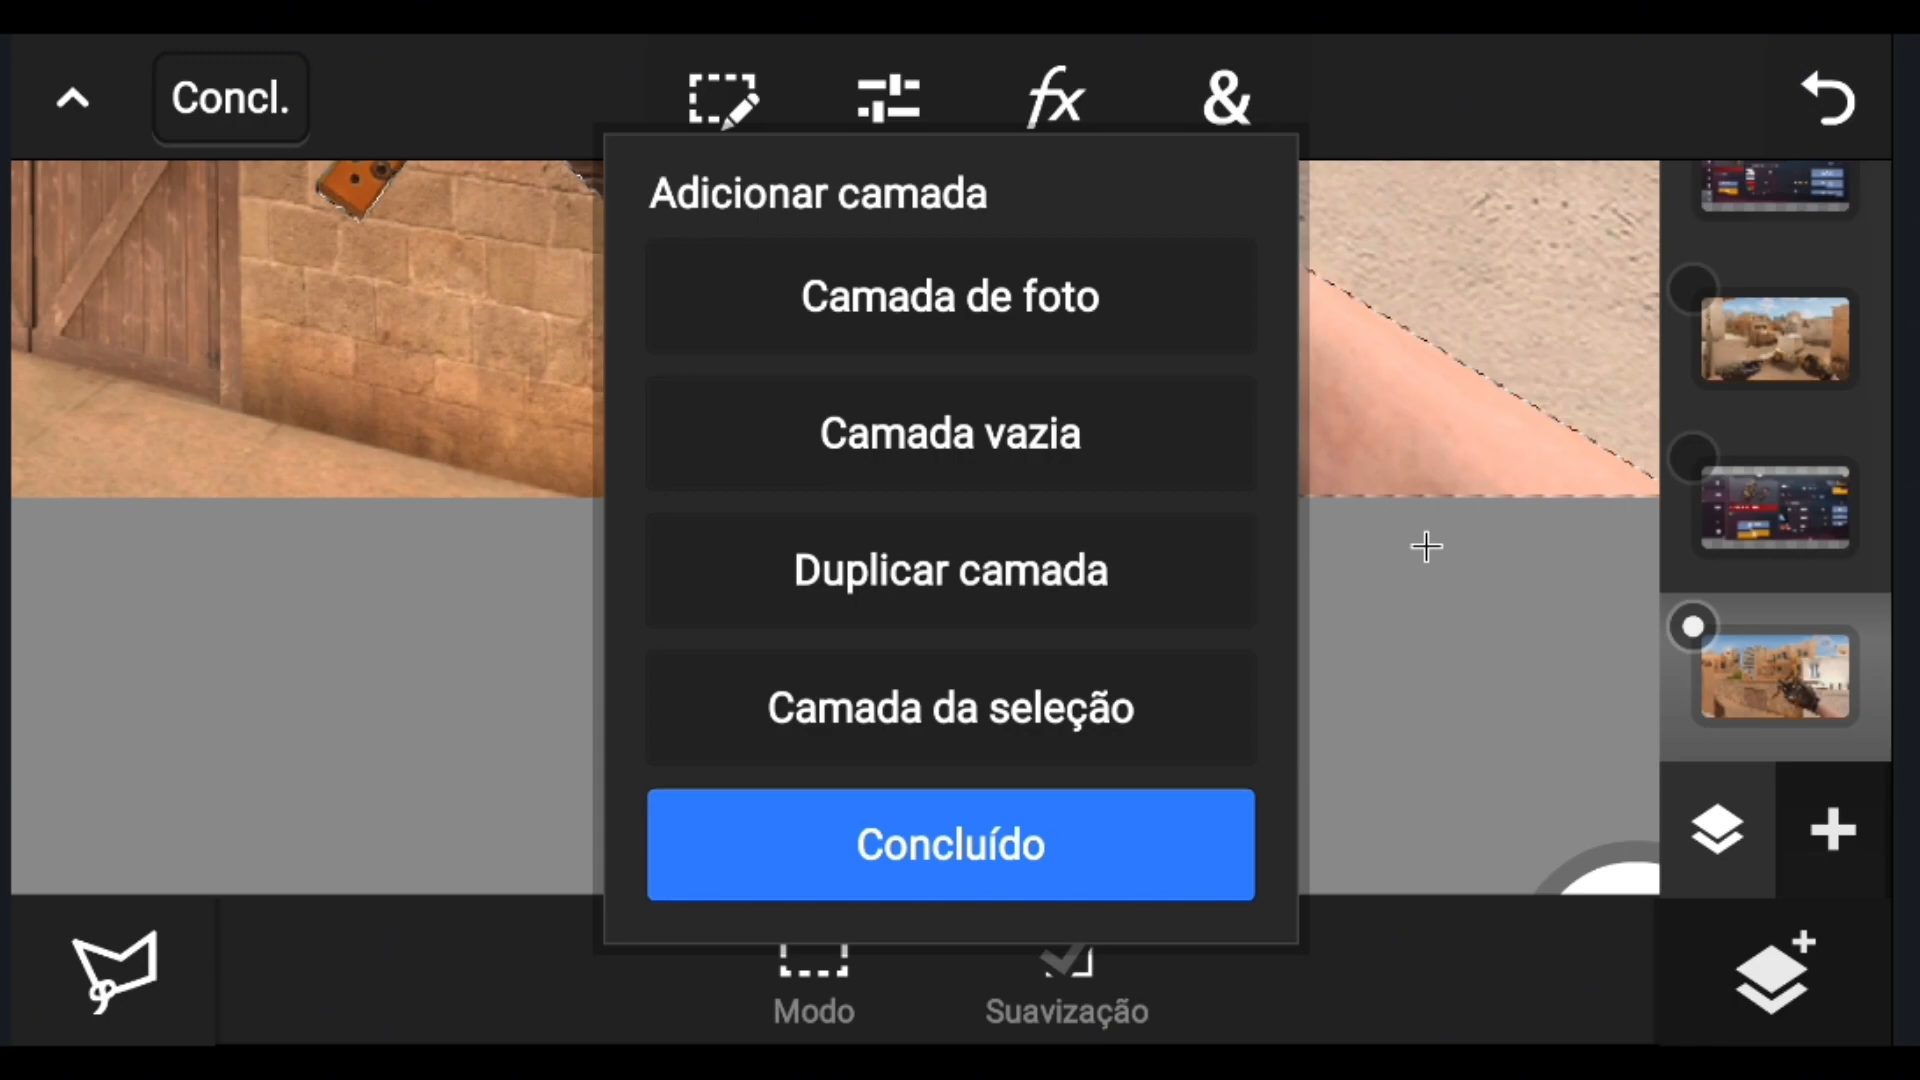 Concl.
fx
&
Adicionar camada
Camada de foto
Camada vazia
Duplicar camada
Camada da seleção
Concluído
Modo
Suavização